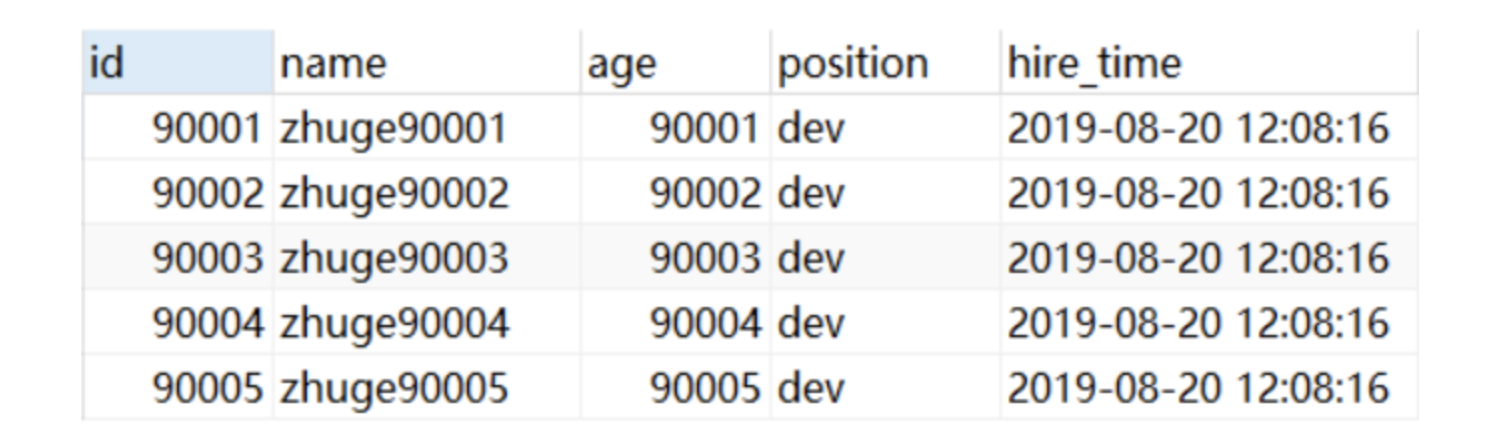 id name age position hire_time
90001 zhuge90001 90001 dev 2019-08-20 12:08:16
90002 zhuge90002 90002 dev 2019-08-20 12:08:16
90003 zhuge90003 90003 dev 2019-08-20 12:08:16
90004 zhuge90004 90004 dev 2019-08-20 12:08:16
90005 zhuge90005 90005 dev 2019-08-20 12:08:16